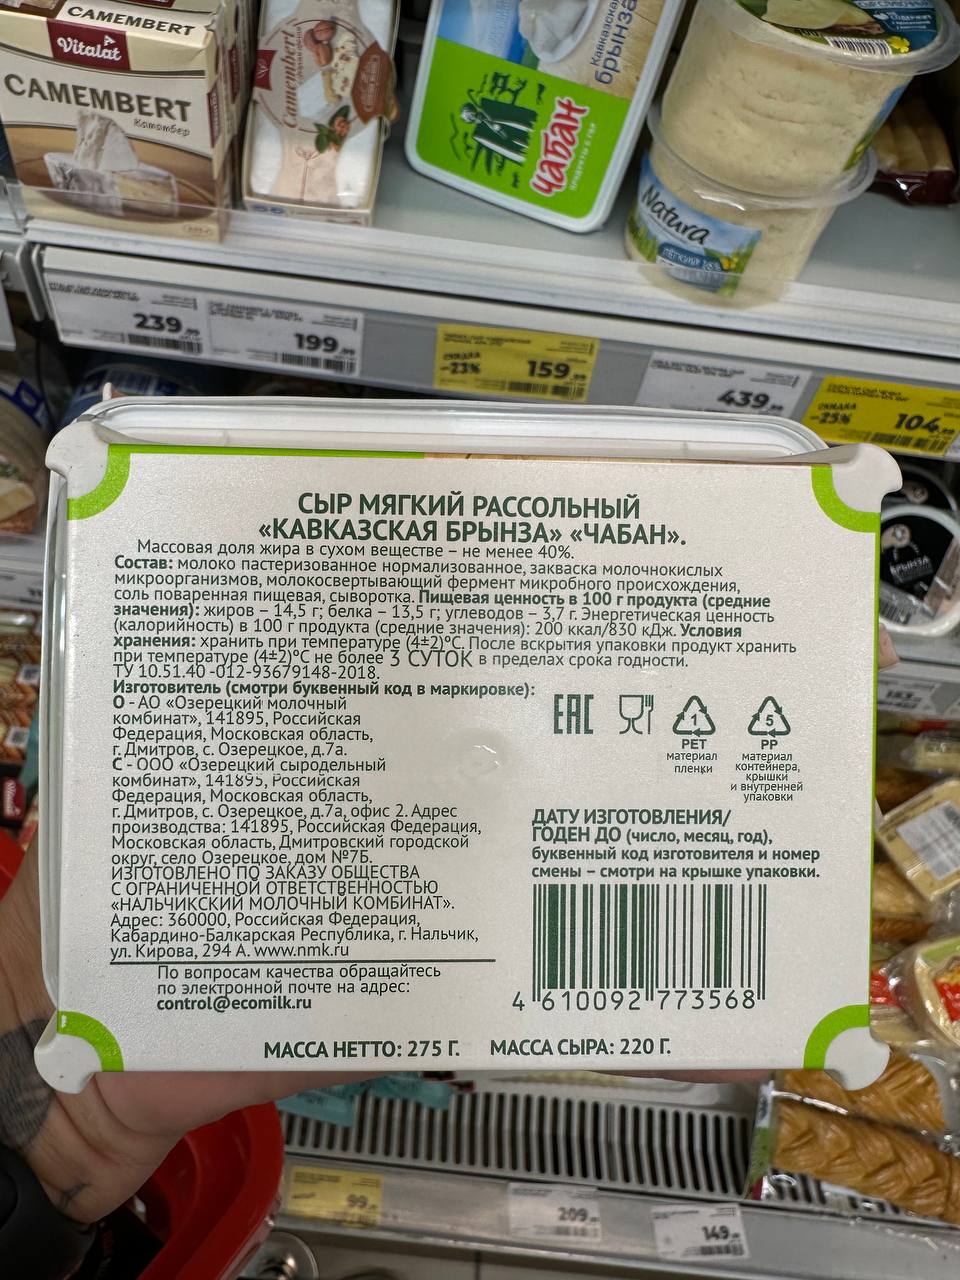 CAMEMBERT
Vitalat
CAMEMBERT
Камамбер
Camembert
Кавказская
брынза
чабан
Natura
239
199
СКИДКА
-23%
159
439
СКИДКА
-25%
104
СЫР МЯГКИЙ РАССОЛЬНЫЙ
«КАВКАЗСКАЯ БРЫНЗА» «ЧАБАН».
Массовая доля жира в сухом веществе – не менее 40%.
Состав: молоко пастеризованное нормализованное, закваска молочнокислых
микроорганизмов, молокосвертывающий фермент микробного происхождения,
соль поваренная пищевая, сыворотка. Пищевая ценность в 100 г продукта (средние
значения): жиров – 14,5 г; белка – 13,5 г; углеводов – 3,7 г. Энергетическая ценность
(калорийность) в 100 г продукта (средние значения): 200 ккал/830 кДж. Условия
хранения: хранить при температуре (4±2)°С. После вскрытия упаковки продукт хранить
при температуре (4±2)°С не более 3 СУТОК в пределах срока годности.
ТУ 10.51.40 -012-93679148-2018.
Изготовитель (смотри буквенный код в маркировке):
О - АО «Озерецкий молочный
комбинат», 141895, Российская
Федерация, Московская область,
г. Дмитров, с. Озерецкое, д.7а.
С - ООО «Озерецкий сыродельный
комбинат», 141895, Российская
Федерация, Московская область,
г. Дмитров, с. Озерецкое, д.7а, офис 2. Адрес
производства: 141895, Российская Федерация,
Московская область, Дмитровский городской
округ, село Озерецкое, дом №7Б.
ИЗГОТОВЛЕНО ПО ЗАКАЗУ ОБЩЕСТВА
С ОГРАНИЧЕННОЙ ОТВЕТСТВЕННОСТЬЮ
«НАЛЬЧИКСКИЙ МОЛОЧНЫЙ КОМБИНАТ».
Адрес: 360000, Российская Федерация,
Кабардино-Балкарская Республика, г. Нальчик,
ул. Кирова, 294 А. www.nmk.ru
По вопросам качества обращайтесь
по электронной почте на адрес:
control@ecomilk.ru
EAC
1
PET
материал
пленки
5
PP
материал
контейнера,
крышки
и внутренней
упаковки
ДАТУ ИЗГОТОВЛЕНИЯ/
ГОДЕН ДО (число, месяц, год),
буквенный код изготовителя и номер
смены – смотри на крышке упаковки.
4 610092 773568
МАССА НЕТТО: 275 Г. МАССА СЫРА: 220 Г.
БРЫНЗА
99
209
149